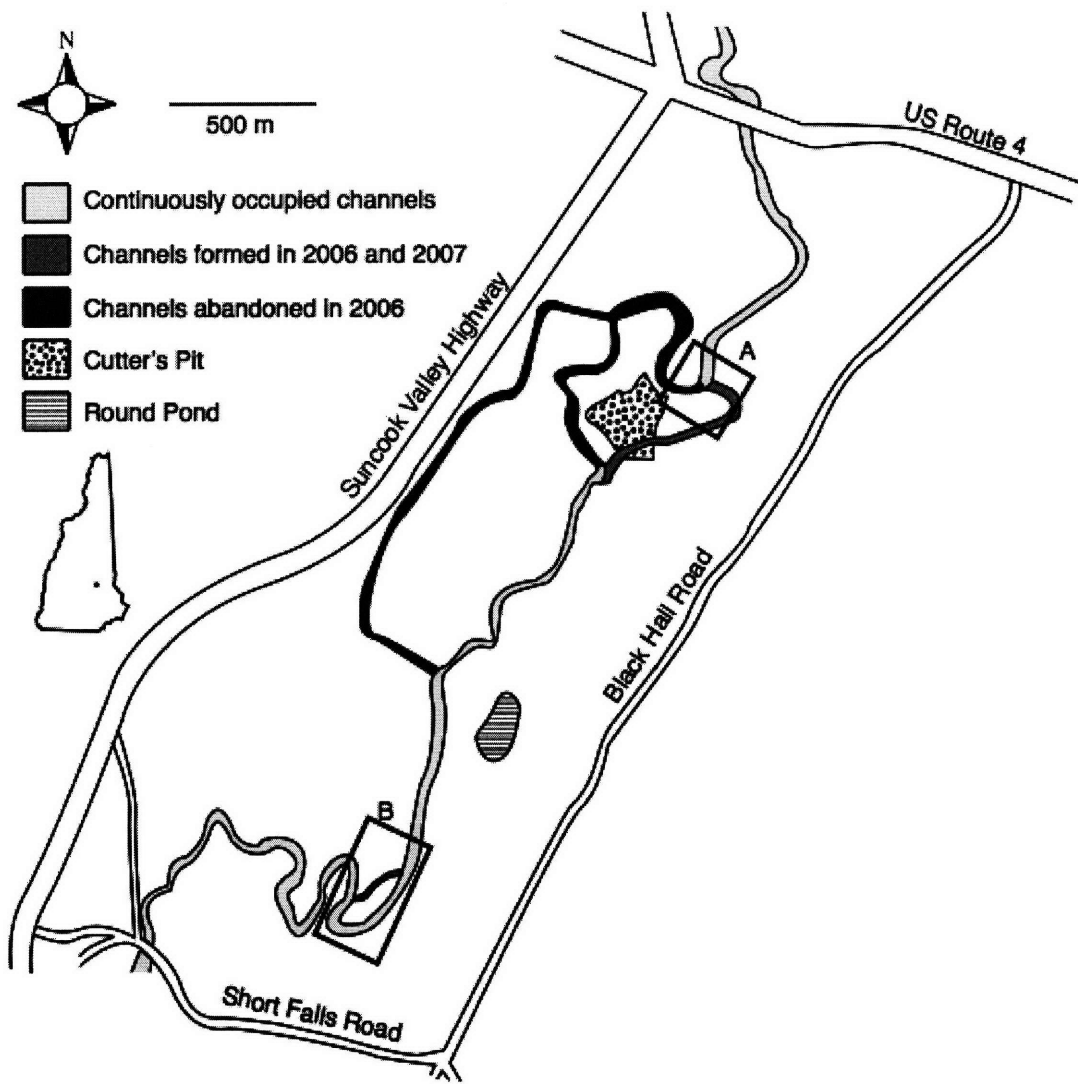 N
500 m
US Route 4
Continuously occupied channels
Channels formed in 2006 and 2007
Channels abandoned in 2006
Cutter's Pit
Round Pond
Suncook Valley Highway
A
Black Hall Road
B
Short Falls Road